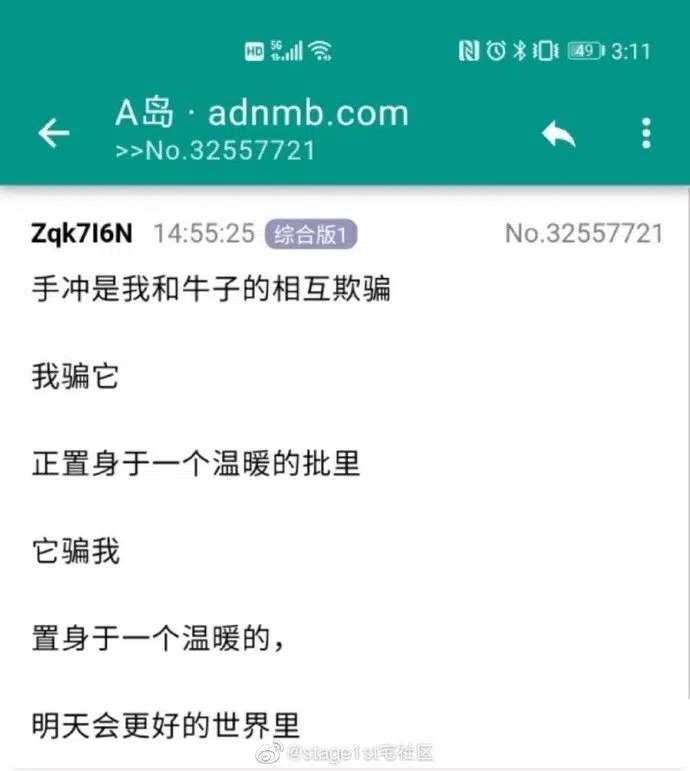 HD 5G 49 3:11
A岛 · adnmb.com
>>No.32557721
Zqk7I6N 14:55:25 综合版1 No.32557721
手冲是我和牛子的相互欺骗
我骗它
正置身于一个温暖的批里
它骗我
置身于一个温暖的，
明天会更好的世界里
@stage1st宅社区